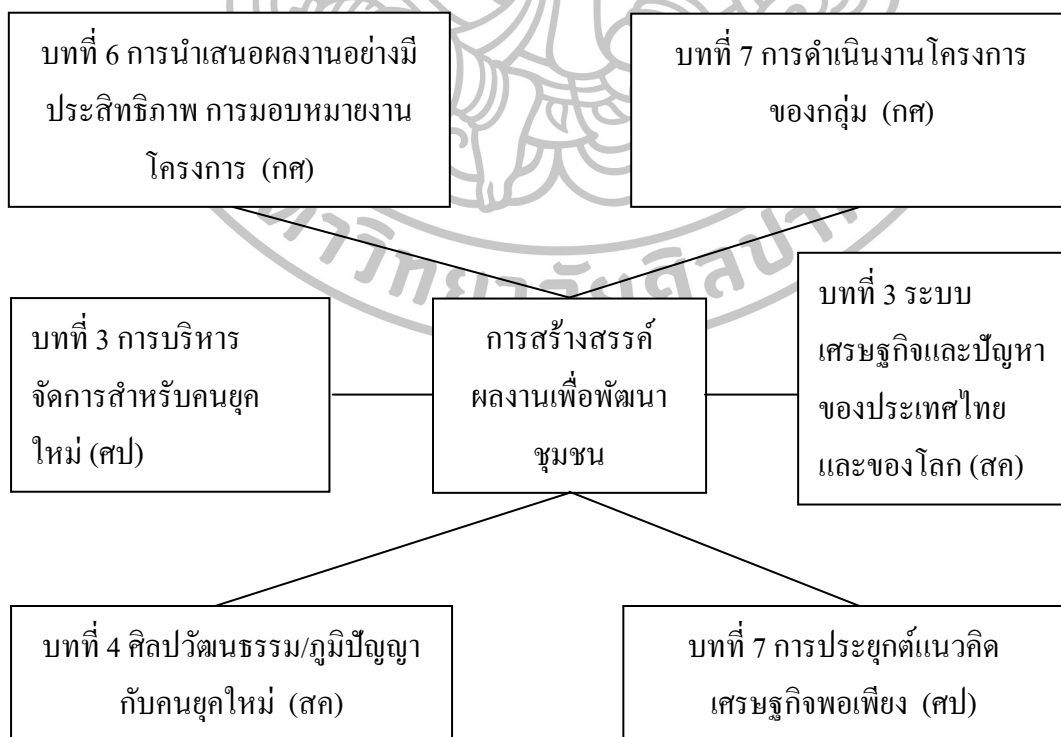 บทที่ 6 การนำเสนอผลงานอย่างมี
ประสิทธิภาพ การมอบหมายงาน
โครงการ (กศ)
บทที่ 7 การดำเนินงานโครงการ
ของกลุ่ม (กศ)
บทที่ 3 การบริหาร
จัดการสำหรับคนยุค
ใหม่ (ศป)
การสร้างสรรค์
ผลงานเพื่อพัฒนา
ชุมชน
บทที่ 3 ระบบ
เศรษฐกิจและปัญหา
ของประเทศไทย
และของโลก (สค)
บทที่ 4 ศิลปวัฒนธรรม/ภูมิปัญญา
กับคนยุคใหม่ (สค)
บทที่ 7 การประยุกต์แนวคิด
เศรษฐกิจพอเพียง (ศป)